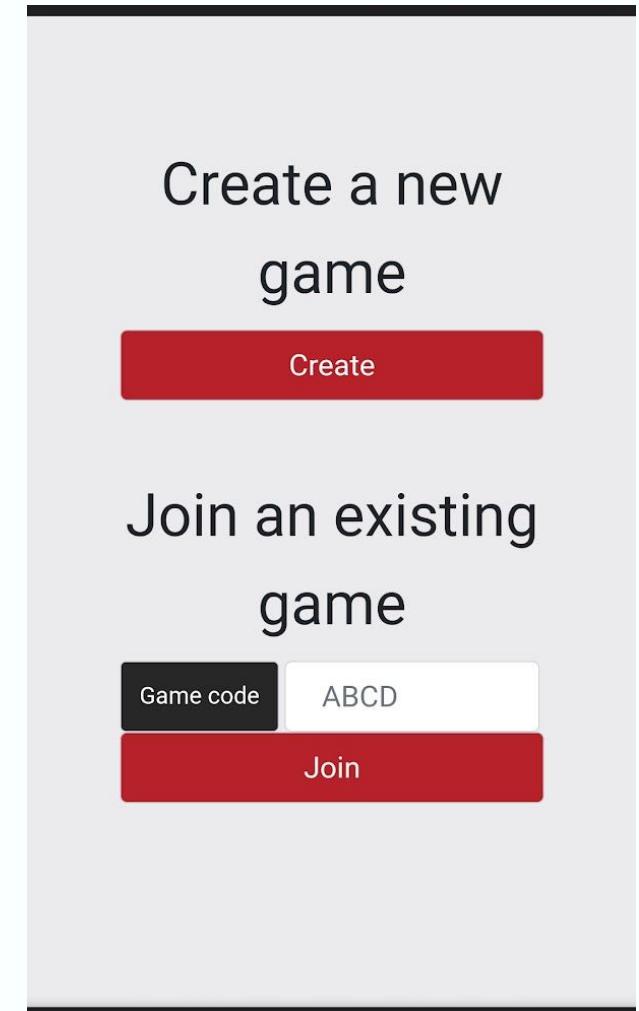 Create a new
game
Create
Join an existing
game
Game code ABCD
Join